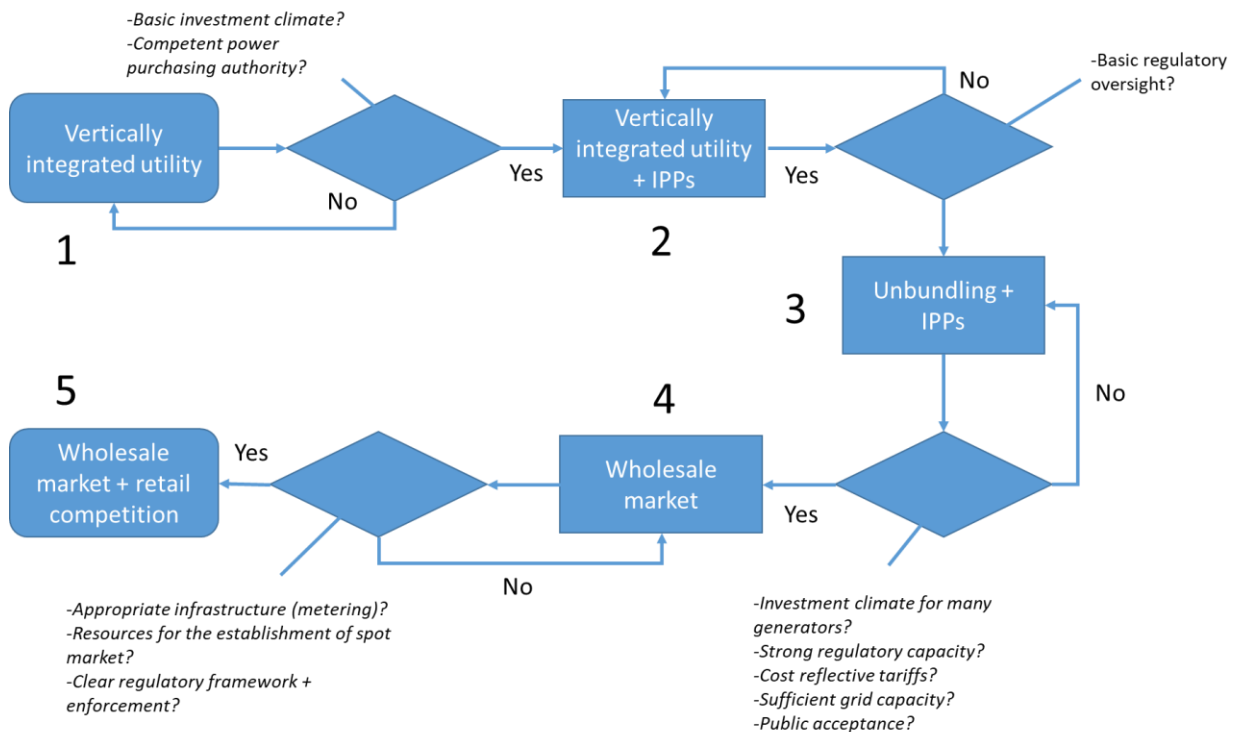 -Basic investment climate?
-Competent power
purchasing authority?
Vertically
integrated utility
No
Yes
1
Vertically
integrated utility
+ IPPs
2
No
Yes
-Basic regulatory
oversight?
3
Unbundling +
IPPs
No
Yes
4
Wholesale
market
No
Yes
5
Wholesale
market + retail
competition
-Appropriate infrastructure (metering)?
-Resources for the establishment of spot
market?
-Clear regulatory framework +
enforcement?
-Investment climate for many
generators?
-Strong regulatory capacity?
-Cost reflective tariffs?
-Sufficient grid capacity?
-Public acceptance?